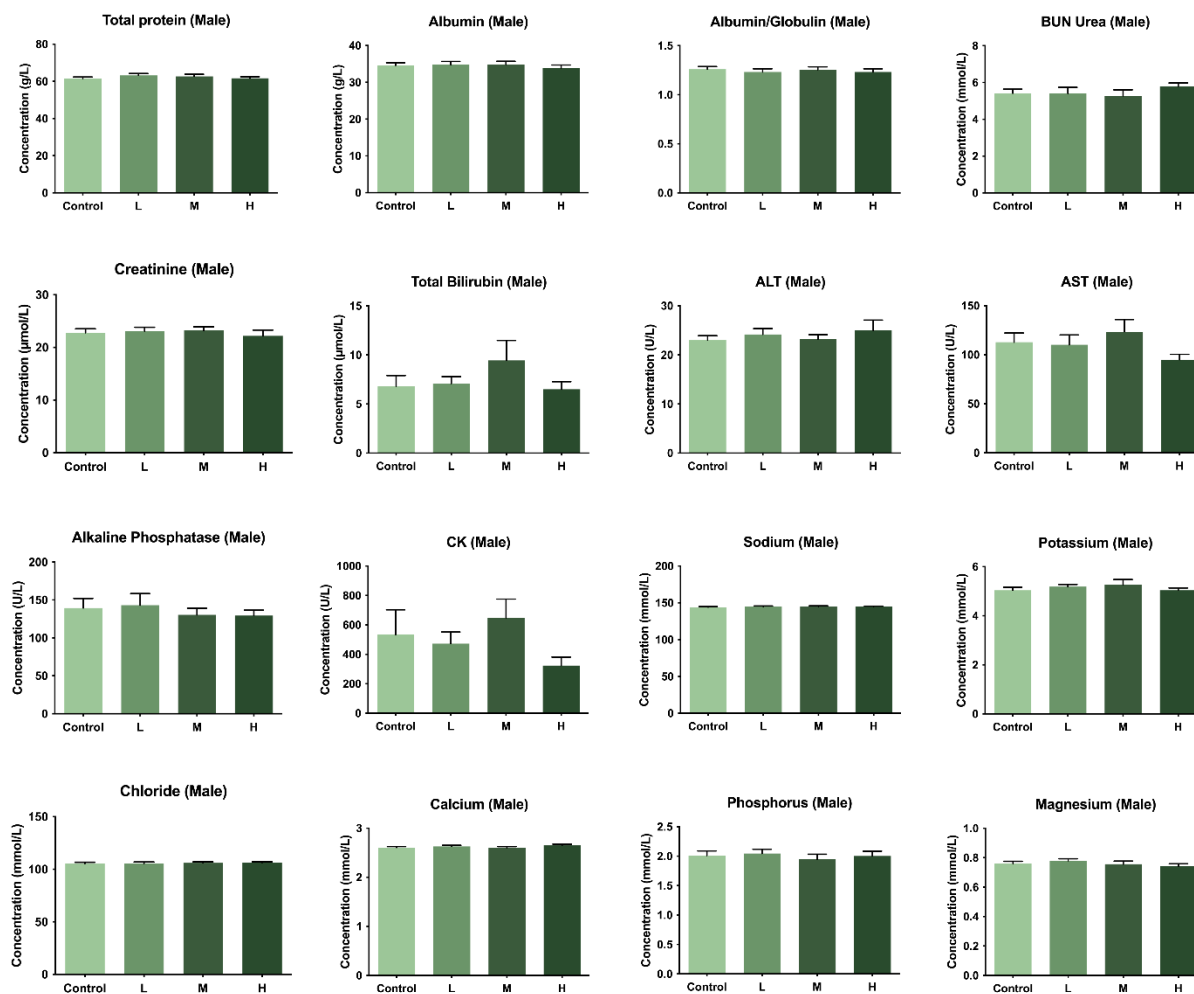 Total protein (Male)
Concentration (g/L)
80
60
40
20
0
Control L M H
Albumin (Male)
Concentration (g/L)
40
30
20
10
0
Control L M H
Albumin/Globulin (Male)
1.5
1.0
0.5
0.0
Control L M H
BUN Urea (Male)
Concentration (mmol/L)
8
6
4
2
0
Control L M H
Creatinine (Male)
Concentration (µmol/L)
30
20
10
0
Control L M H
Total Bilirubin (Male)
Concentration (µmol/L)
15
10
5
0
Control L M H
ALT (Male)
Concentration (U/L)
30
20
10
0
Control L M H
AST (Male)
Concentration (U/L)
150
100
50
0
Control L M H
Alkaline Phosphatase (Male)
Concentration (U/L)
200
150
100
50
0
Control L M H
CK (Male)
Concentration (U/L)
1000
800
600
400
200
0
Control L M H
Sodium (Male)
Concentration (mmol/L)
200
150
100
50
0
Control L M H
Potassium (Male)
Concentration (mmol/L)
6
4
2
0
Control L M H
Chloride (Male)
Concentration (mmol/L)
150
100
50
0
Control L M H
Calcium (Male)
Concentration (mmol/L)
3
2
1
0
Control L M H
Phosphorus (Male)
Concentration (mmol/L)
2.5
2.0
1.5
1.0
0.5
0.0
Control L M H
Magnesium (Male)
Concentration (mmol/L)
1.0
0.8
0.6
0.4
0.2
0.0
Control L M H